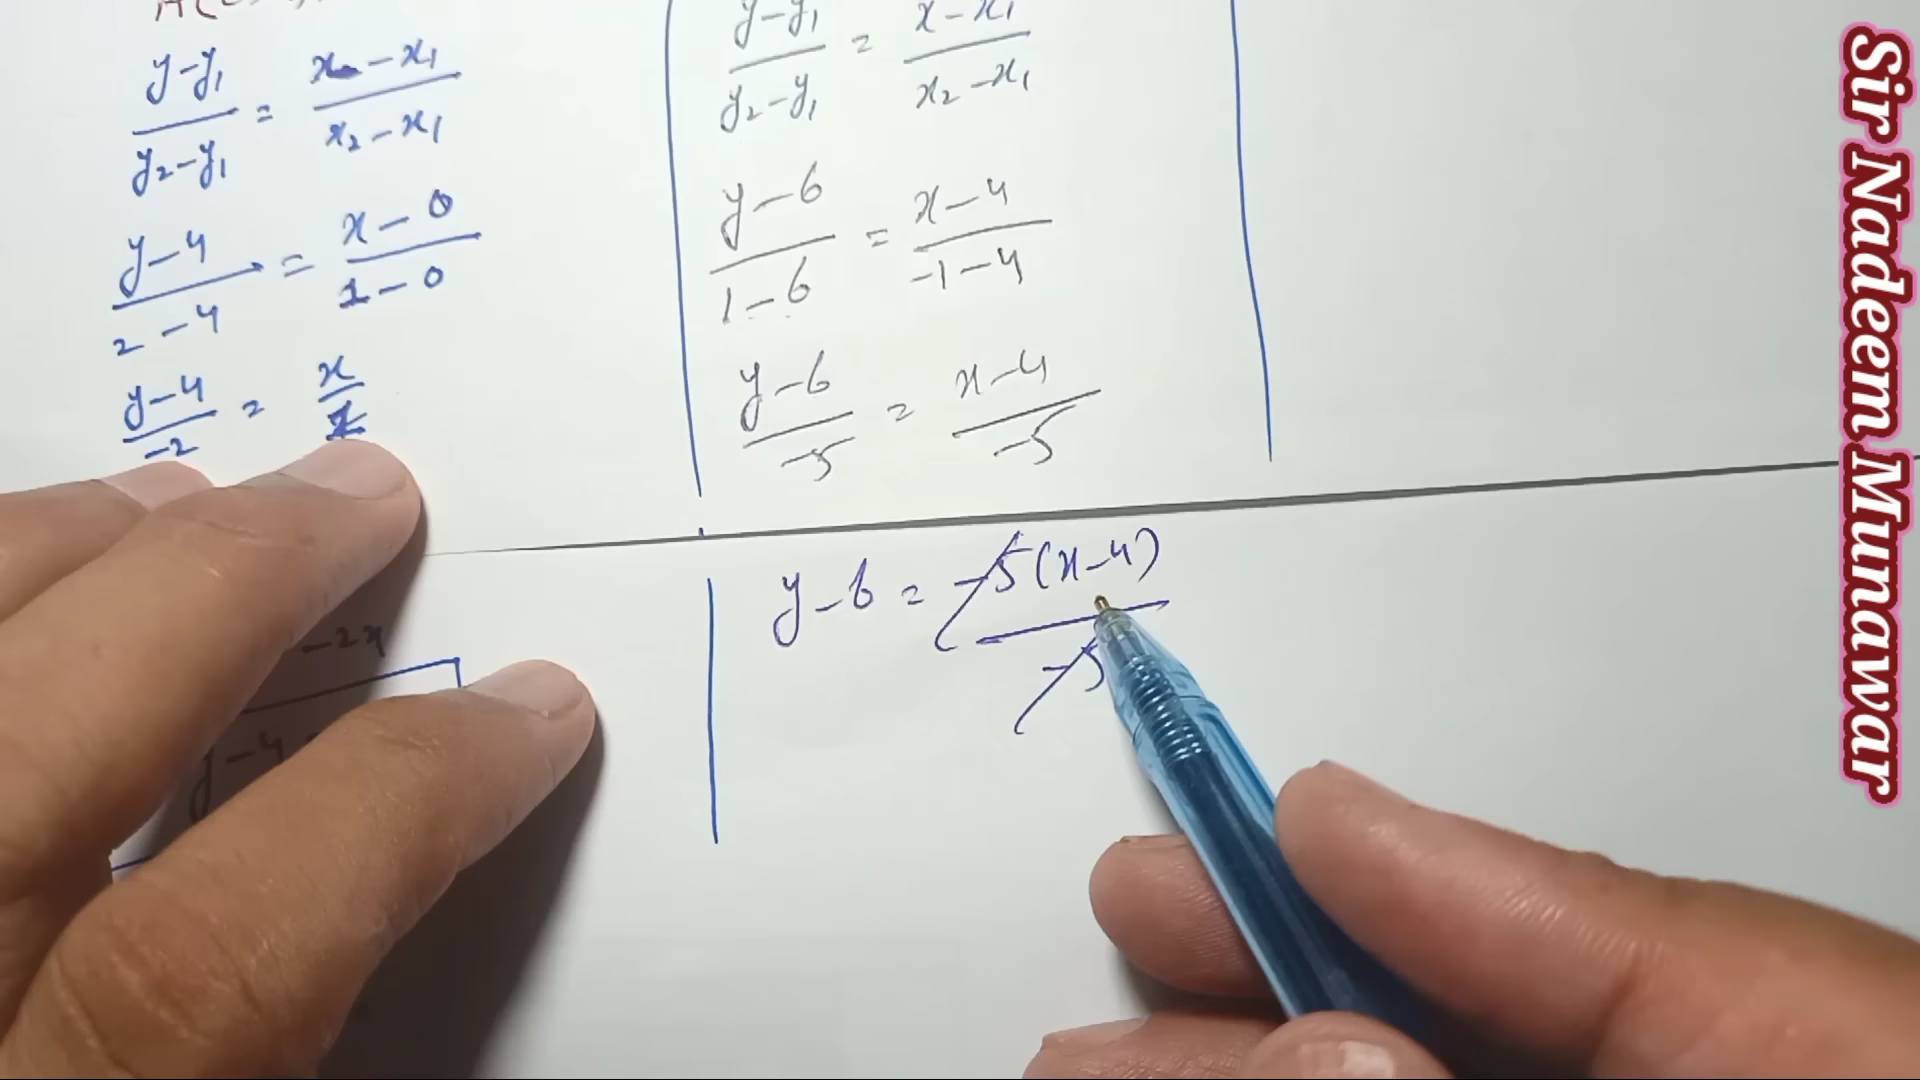 A(
y-y₁/y₂-y₁ = x-x₁/x₂-x₁
y-4/2-4 = x-0/1-0
y-4/-2 = x/1
-2x
y-4
y-y₁/y₂-y₁ = x-x₁/x₂-x₁
y-6/1-6 = x-4/-1-4
y-6/-5 = x-4/-5
y-6 = -5(x-4)/-5
Sir Nadeem Munawar